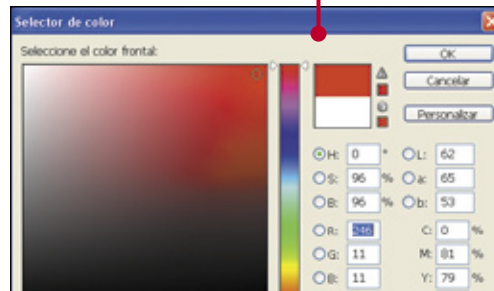 Selector de color
Seleccione el color frontal:
OK
Cancelar
Personalizar
H: 0 °
L: 62
S: 96 %
a: 65
B: 96 %
b: 53
R: 246
C: 0 %
G: 11
M: 81 %
B: 11
Y: 79 %